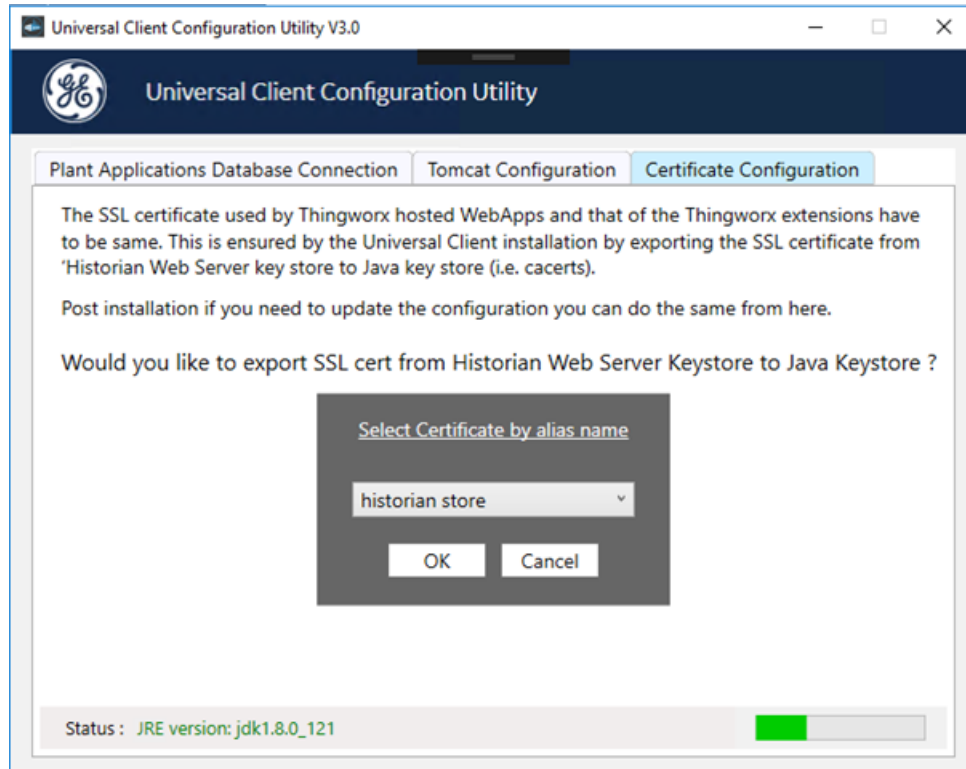 Universal Client Configuration Utility V3.0
Universal Client Configuration Utility
Plant Applications Database Connection
Tomcat Configuration
Certificate Configuration
The SSL certificate used by Thingworx hosted WebApps and that of the Thingworx extensions have
to be same. This is ensured by the Universal Client installation by exporting the SSL certificate from
'Historian Web Server key store to Java key store (i.e. cacerts).
Post installation if you need to update the configuration you can do the same from here.
Would you like to export SSL cert from Historian Web Server Keystore to Java Keystore ?
Select Certificate by alias name
historian store
OK
Cancel
Status : JRE version: jdk1.8.0_121